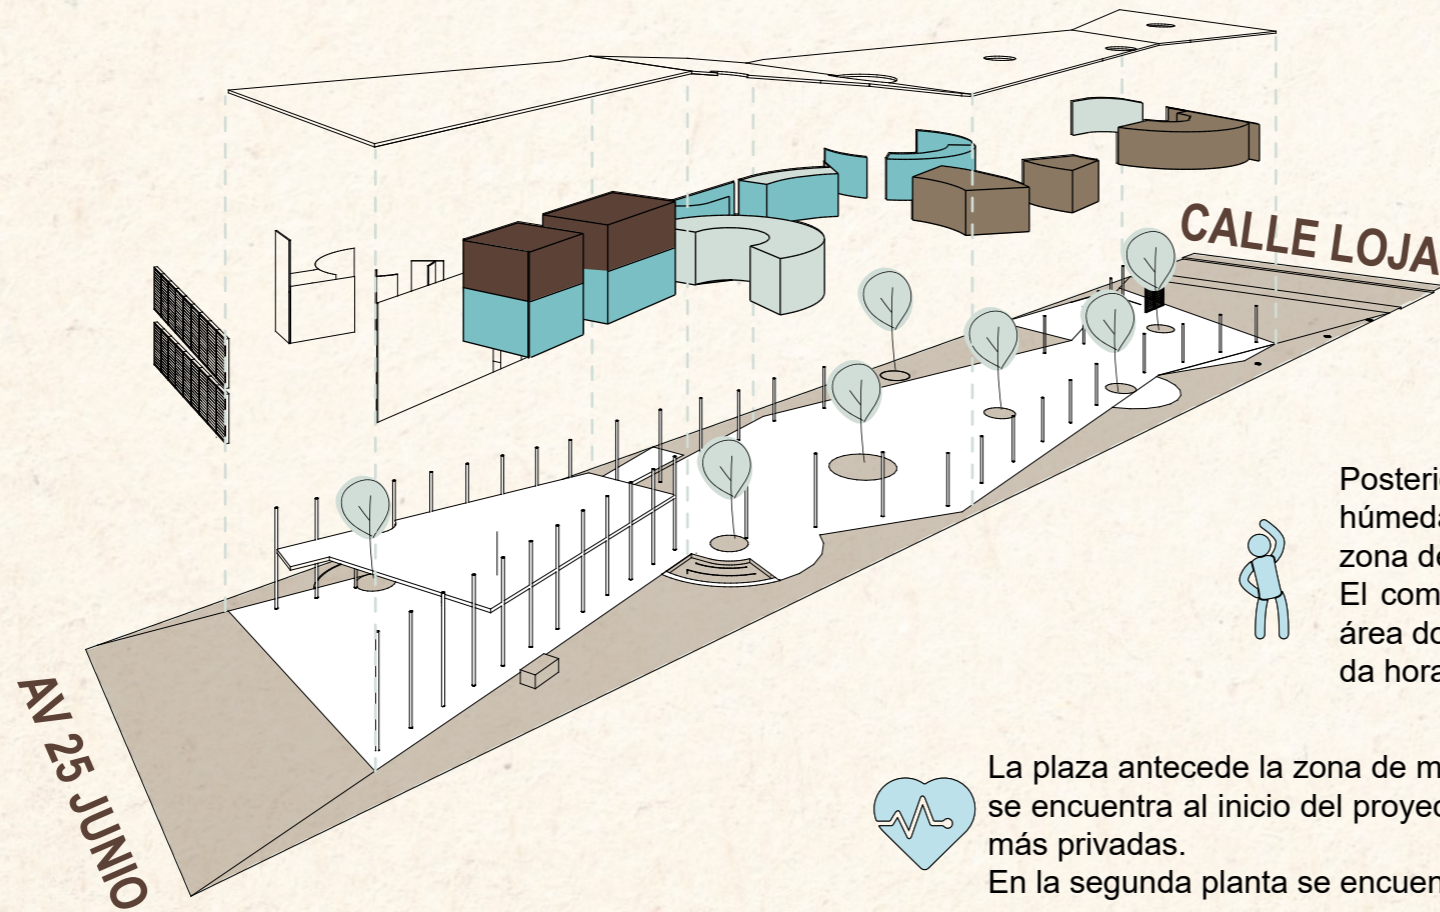 CALLE LOJA
AV 25 JUNIO
húmeda
El com
área do
da hora
La plaza antecede la zona de m
se encuentra al inicio del proyec
más privadas.
En la segunda planta se encuen
Posteri
zona de